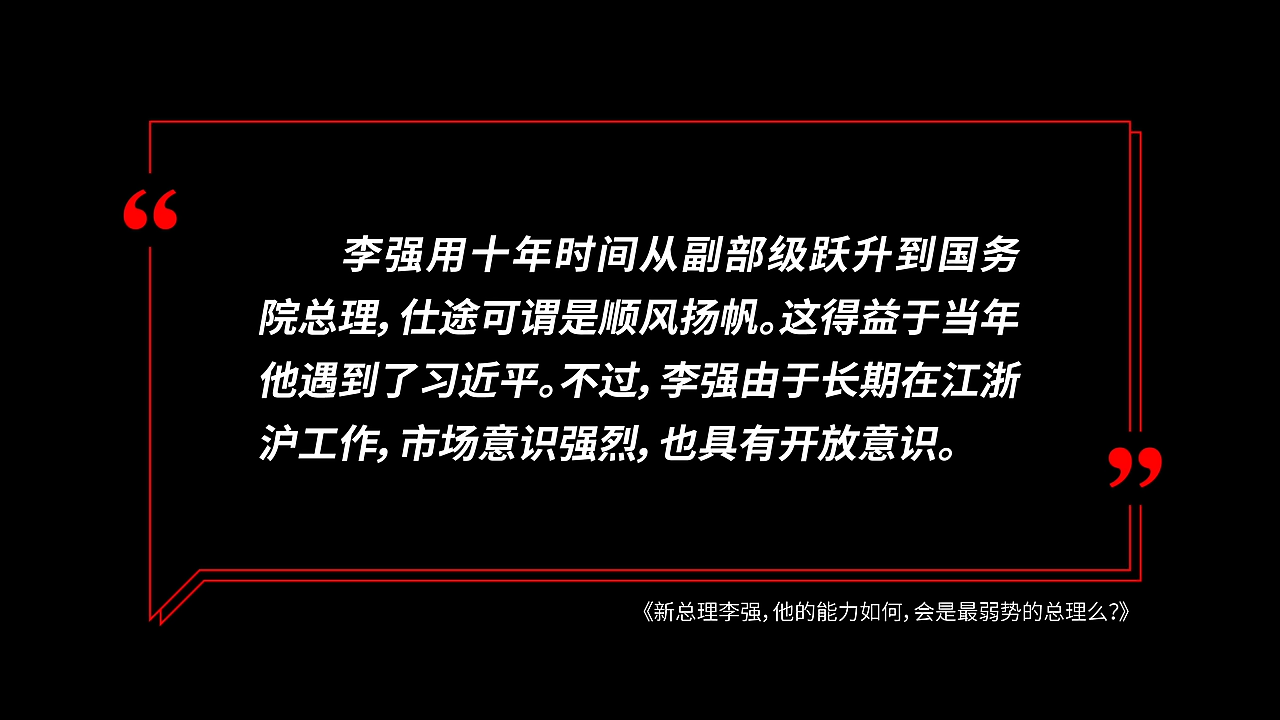 李强用十年时间从副部级跃升到国务
院总理，仕途可谓是顺风扬帆。这得益于当年
他遇到了习近平。不过，李强由于长期在江浙
沪工作，市场意识强烈，也具有开放意识。
《新总理李强，他的能力如何，会是最弱势的总理么？》